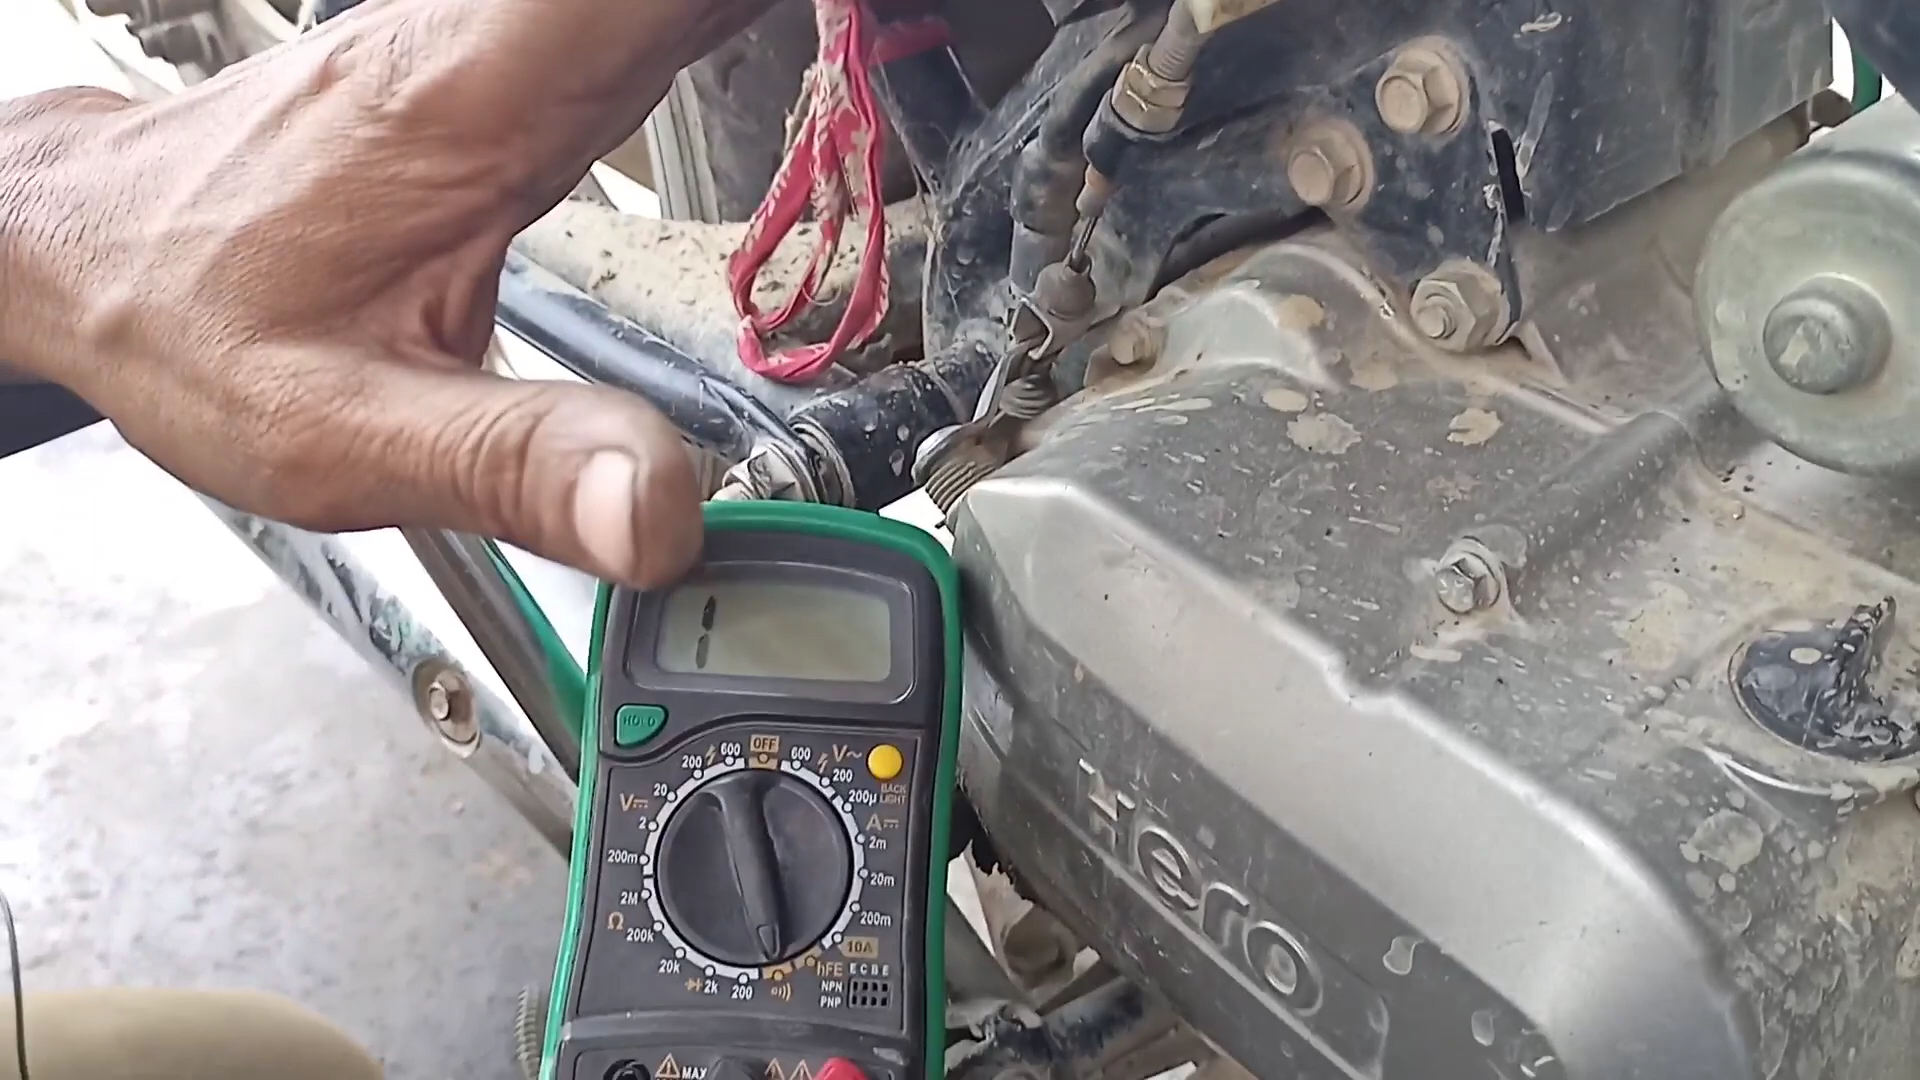 1
HOLD
OFF
600
200
20
V⎓
2
200m
2M
Ω
200k
20k
2k
200
600
V~
200
200µ
BACK
LIGHT
A⎓
2m
20m
200m
10A
hFE
E C B E
NPN
PNP
MAX
Hero